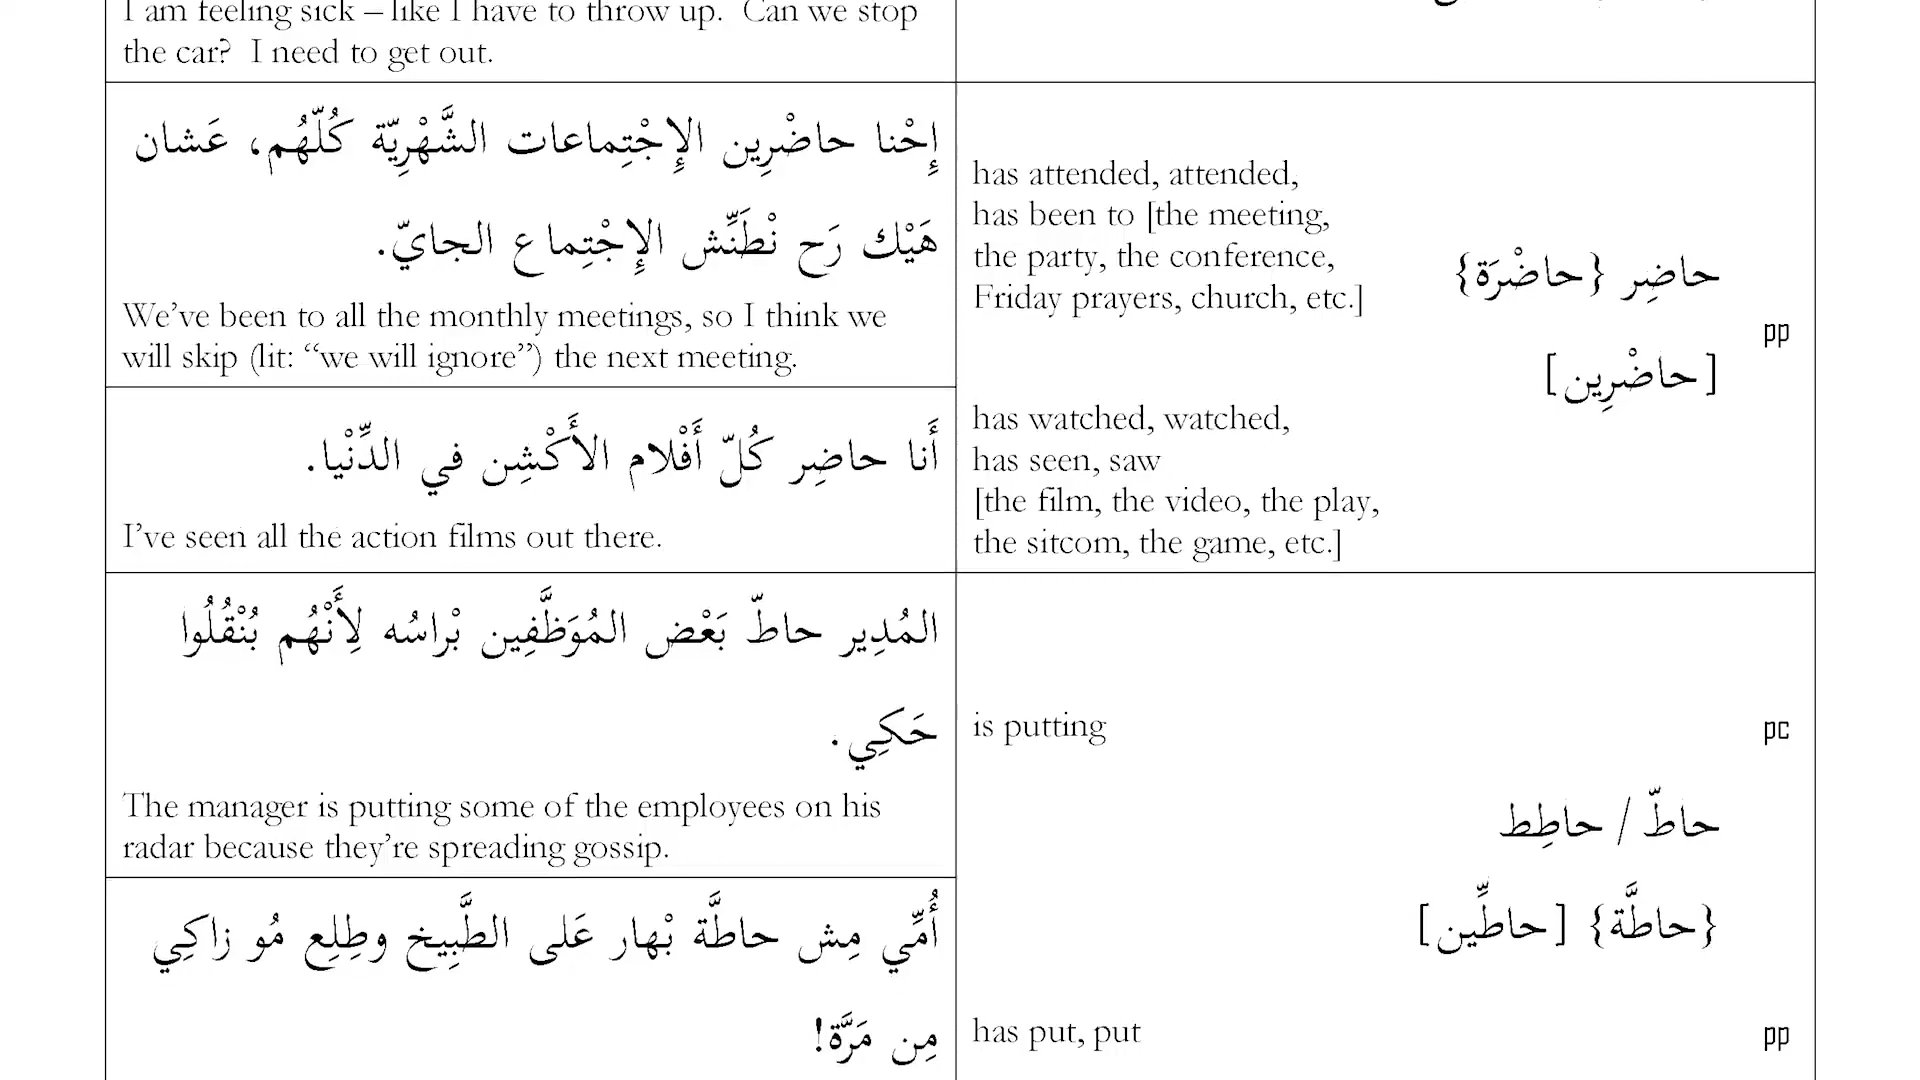 I am feeling sick – like I have to throw up. Can we stop
the car? I need to get out.
إِحْنا حاضْرِين الإِجْتِماعات الشَّهْرِيّة كُلّهُم، عَشان
هَيْك رَح نْطَنِّش الإِجْتِماع الجايّ.
We’ve been to all the monthly meetings, so I think we
will skip (lit: “we will ignore”) the next meeting.
has attended, attended,
has been to [the meeting,
the party, the conference,
Friday prayers, church, etc.]
حاضِر {حاضْرَة}
[حاضْرِين]
pp
أَنا حاضِر كُلّ أَفْلام الأَكْشِن في الدِّنْيا.
I’ve seen all the action films out there.
has watched, watched,
has seen, saw
[the film, the video, the play,
the sitcom, the game, etc.]
المُدِير حاطّ بَعْض المُوَظَّفِين بْراسُه لِأَنْهُم بُنْقُلُوا
حَكِي.
The manager is putting some of the employees on his
radar because they’re spreading gossip.
is putting
pc
حاطّ / حاطِط
{حاطَّة} [حاطِّين]
أُمِّي مِش حاطَّة بْهار عَلى الطَّبِيخ وطِلِع مُو زاكِي
مِن مَرَّة!
has put, put
pp